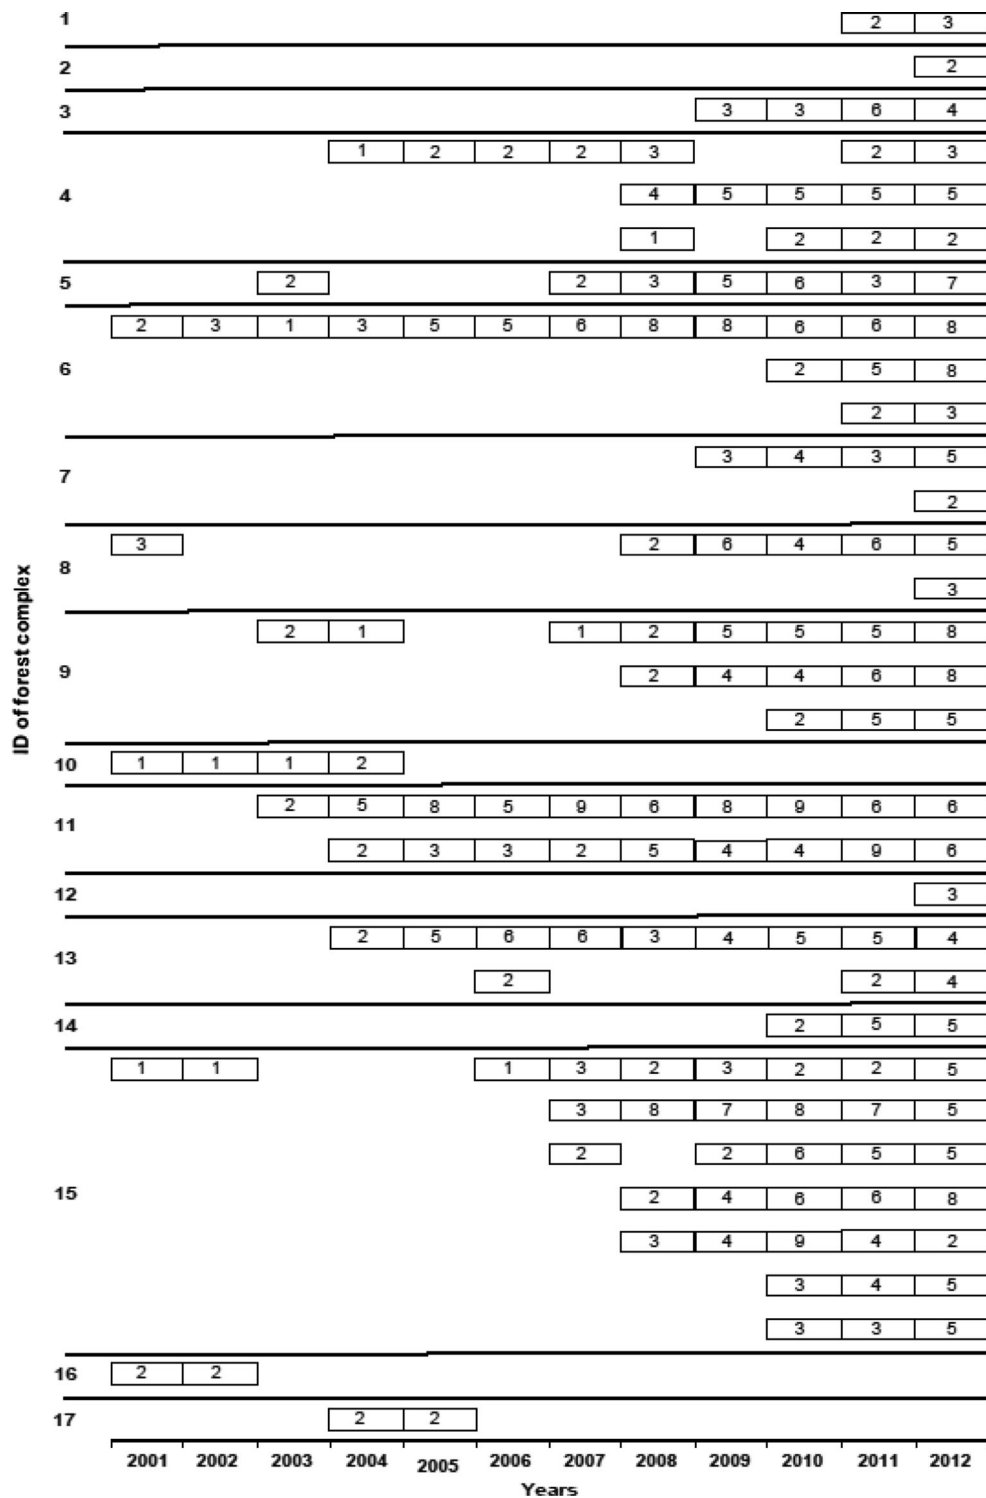 1 2 3
2 2
3 3 3 6 4
1 2 2 2 3 2 3
4 4 5 5 5 5
1 2 2 2
5 2 2 3 5 6 3 7
2 3 1 3 5 5 6 8 8 6 6 8
6 2 5 8
2 3
3 4 3 5
7
2
3 2 6 4 6 5
8
3
2 1 1 2 5 5 5 8
9 2 4 4 6 8
2 5 5
10 1 1 1 2
2 5 8 5 9 6 8 9 6 6
11
2 3 3 2 5 4 4 9 6
12 3
2 5 6 6 3 4 5 5 4
13
2 2 4
14 2 5 5
1 1 1 3 2 3 2 2 5
3 8 7 8 7 5
2 2 6 5 5
15 2 4 6 6 8
3 4 9 4 2
3 4 5
3 3 5
16 2 2
17 2 2
2001 2002 2003 2004 2005 2006 2007 2008 2009 2010 2011 2012
Years
ID of forest complex